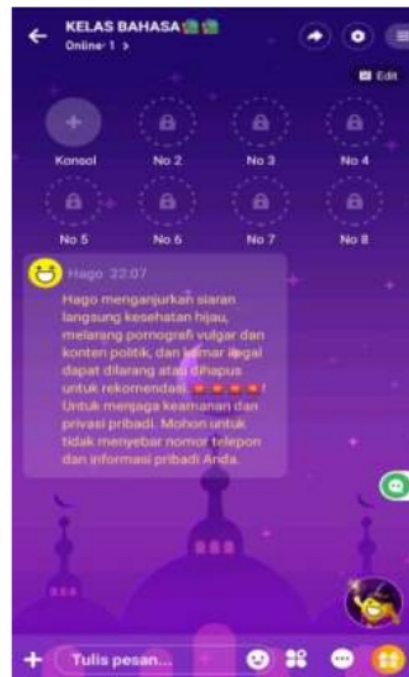 KELAS BAHASA
Online 1 >
Edit
Konsol No 2 No 3 No 4
No 5 No 6 No 7 No 8
Hago 22:07
Hago menganjurkan siaran
langsung kesehatan hijau,
melarang pornografi vulgar dan
konten politik, dan kamar ilegal
dapat dilarang atau dihapus
untuk rekomendasi. !
Untuk menjaga keamanan dan
privasi pribadi. Mohon untuk
tidak menyebar nomor telepon
dan informasi pribadi Anda.
Tulis pesan...